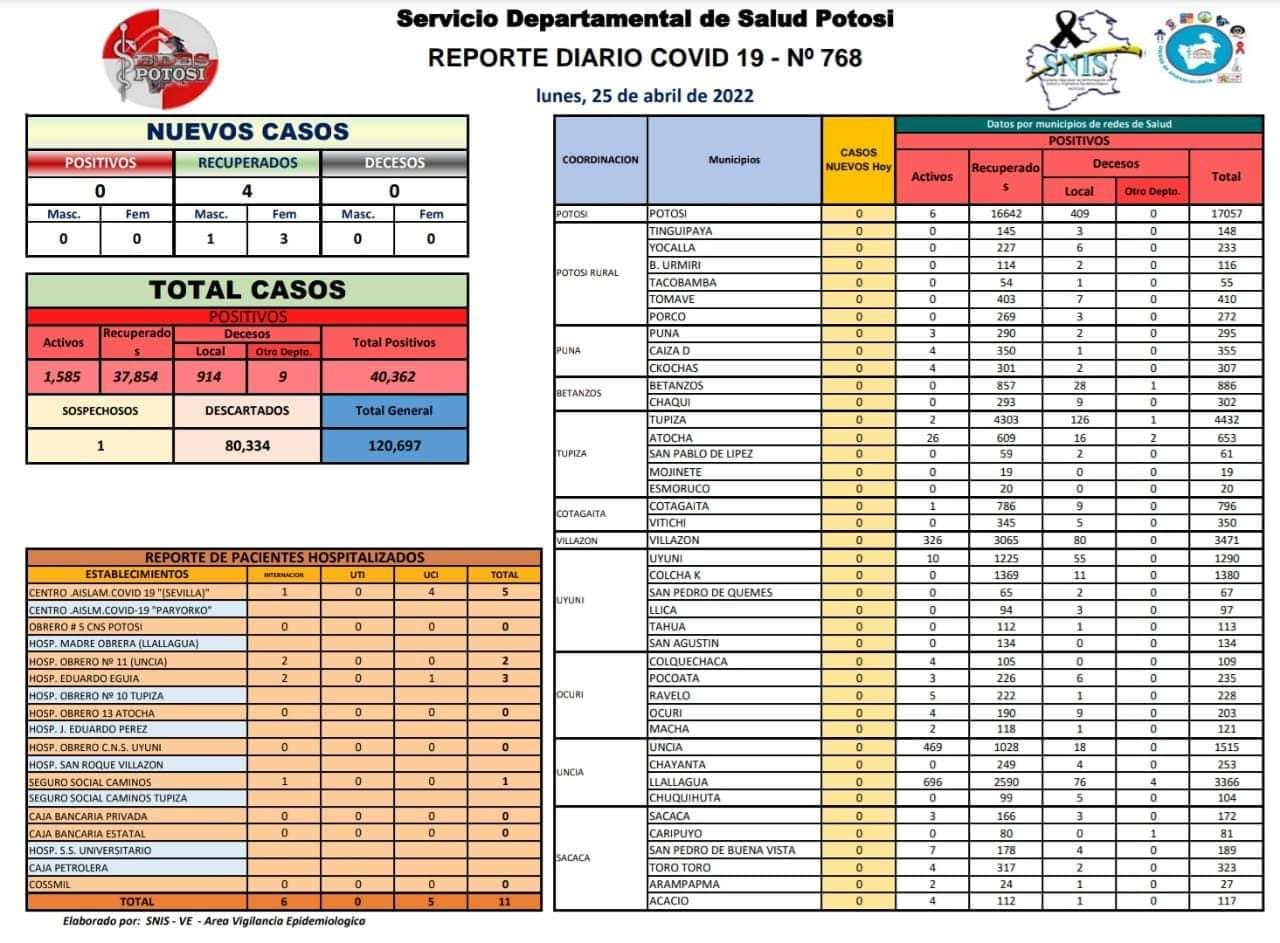 Servicio Departamental de Salud Potosi
REPORTE DIARIO COVID 19 - Nº 768
lunes, 25 de abril de 2022
SEDES
POTOSI
SNIS
NUEVOS CASOS
POSITIVOS RECUPERADOS DECESOS
0 4 0
Masc. Fem Masc. Fem Masc. Fem
0 0 1 3 0 0
TOTAL CASOS
POSITIVOS
Activos Recuperados Decesos Total Positivos
Local Otro Depto.
1,585 37,854 914 9 40,362
SOSPECHOSOS DESCARTADOS Total General
1 80,334 120,697
REPORTE DE PACIENTES HOSPITALIZADOS
ESTABLECIMIENTOS INTERNACION UTI UCI TOTAL
CENTRO .AISLAM.COVID 19 "(SEVILLA)" 1 0 4 5
CENTRO .AISLM.COVID-19 "PARYORKO"
OBRERO # 5 CNS POTOSI 0 0 0 0
HOSP. MADRE OBRERA (LLALLAGUA)
HOSP. OBRERO Nº 11 (UNCIA) 2 0 0 2
HOSP. EDUARDO EGUIA 2 0 1 3
HOSP. OBRERO Nº 10 TUPIZA
HOSP. OBRERO 13 ATOCHA 0 0 0 0
HOSP. J. EDUARDO PEREZ
HOSP. OBRERO C.N.S. UYUNI 0 0 0 0
HOSP. SAN ROQUE VILLAZON
SEGURO SOCIAL CAMINOS 1 0 0 1
SEGURO SOCIAL CAMINOS TUPIZA
CAJA BANCARIA PRIVADA 0 0 0 0
CAJA BANCARIA ESTATAL 0 0 0 0
HOSP. S.S. UNIVERSITARIO
CAJA PETROLERA
COSSMIL 0 0 0 0
TOTAL 6 0 5 11
Elaborado por: SNIS - VE - Area Vigilancia Epidemiologica
Datos por municipios de redes de Salud
POSITIVOS
COORDINACION Municipios CASOS NUEVOS Hoy Activos Recuperados Decesos Total
Local Otro Depto.
POTOSI POTOSI 0 6 16642 409 0 17057
POTOSI RURAL
TINGUIPAYA 0 0 145 3 0 148
YOCALLA 0 0 227 6 0 233
B. URMIRI 0 0 114 2 0 116
TACOBAMBA 0 0 54 1 0 55
TOMAVE 0 0 403 7 0 410
PORCO 0 0 269 3 0 272
PUNA
PUNA 0 3 290 2 0 295
CAIZA D 0 4 350 1 0 355
CKOCHAS 0 4 301 2 0 307
BETANZOS
BETANZOS 0 0 857 28 1 886
CHAQUI 0 0 293 9 0 302
TUPIZA
TUPIZA 0 2 4303 126 1 4432
ATOCHA 0 26 609 16 2 653
SAN PABLO DE LIPEZ 0 0 59 2 0 61
MOJINETE 0 0 19 0 0 19
ESMORUCO 0 0 20 0 0 20
COTAGAITA
COTAGAITA 0 1 786 9 0 796
VITICHI 0 0 345 5 0 350
VILLAZON VILLAZON 0 326 3065 80 0 3471
UYUNI
UYUNI 0 10 1225 55 0 1290
COLCHA K 0 0 1369 11 0 1380
SAN PEDRO DE QUEMES 0 0 65 2 0 67
LLICA 0 0 94 3 0 97
TAHUA 0 0 112 1 0 113
SAN AGUSTIN 0 0 134 0 0 134
OCURI
COLQUECHACA 0 4 105 0 0 109
POCOATA 0 3 226 6 0 235
RAVELO 0 5 222 1 0 228
OCURI 0 4 190 9 0 203
MACHA 0 2 118 1 0 121
UNCIA
UNCIA 0 469 1028 18 0 1515
CHAYANTA 0 0 249 4 0 253
LLALLAGUA 0 696 2590 76 4 3366
CHUQUIHUTA 0 0 99 5 0 104
SACACA
SACACA 0 3 166 3 0 172
CARIPUYO 0 0 80 0 1 81
SAN PEDRO DE BUENA VISTA 0 7 178 4 0 189
TORO TORO 0 4 317 2 0 323
ARAMPAPMA 0 2 24 1 0 27
ACACIO 0 4 112 1 0 117